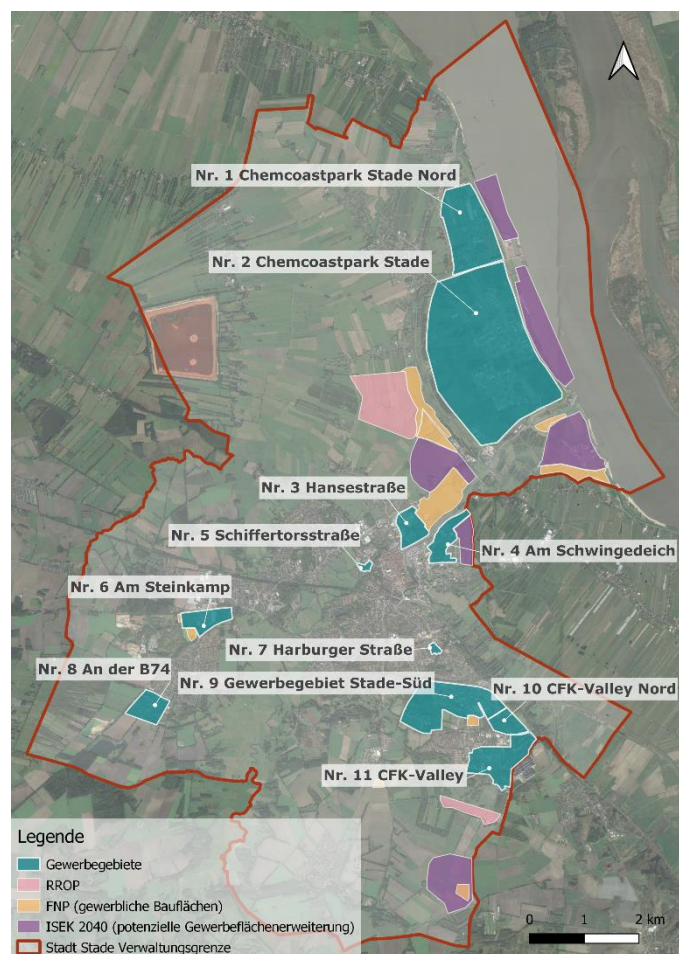 Nr. 1 Chemcoastpark Stade Nord
Nr. 2 Chemcoastpark Stade
Nr. 3 Hansestraße
Nr. 5 Schiffertorsstraße
Nr. 4 Am Schwingedeich
Nr. 6 Am Steinkamp
Nr. 7 Harburger Straße
Nr. 8 An der B74
Nr. 9 Gewerbegebiet Stade-Süd
Nr. 10 CFK-Valley Nord
Nr. 11 CFK-Valley
Legende
Gewerbegebiete
RROP
FNP (gewerbliche Bauflächen)
ISEK 2040 (potenzielle Gewerbeflächenerweiterung)
Stadt Stade Verwaltungsgrenze
0 1 2 km